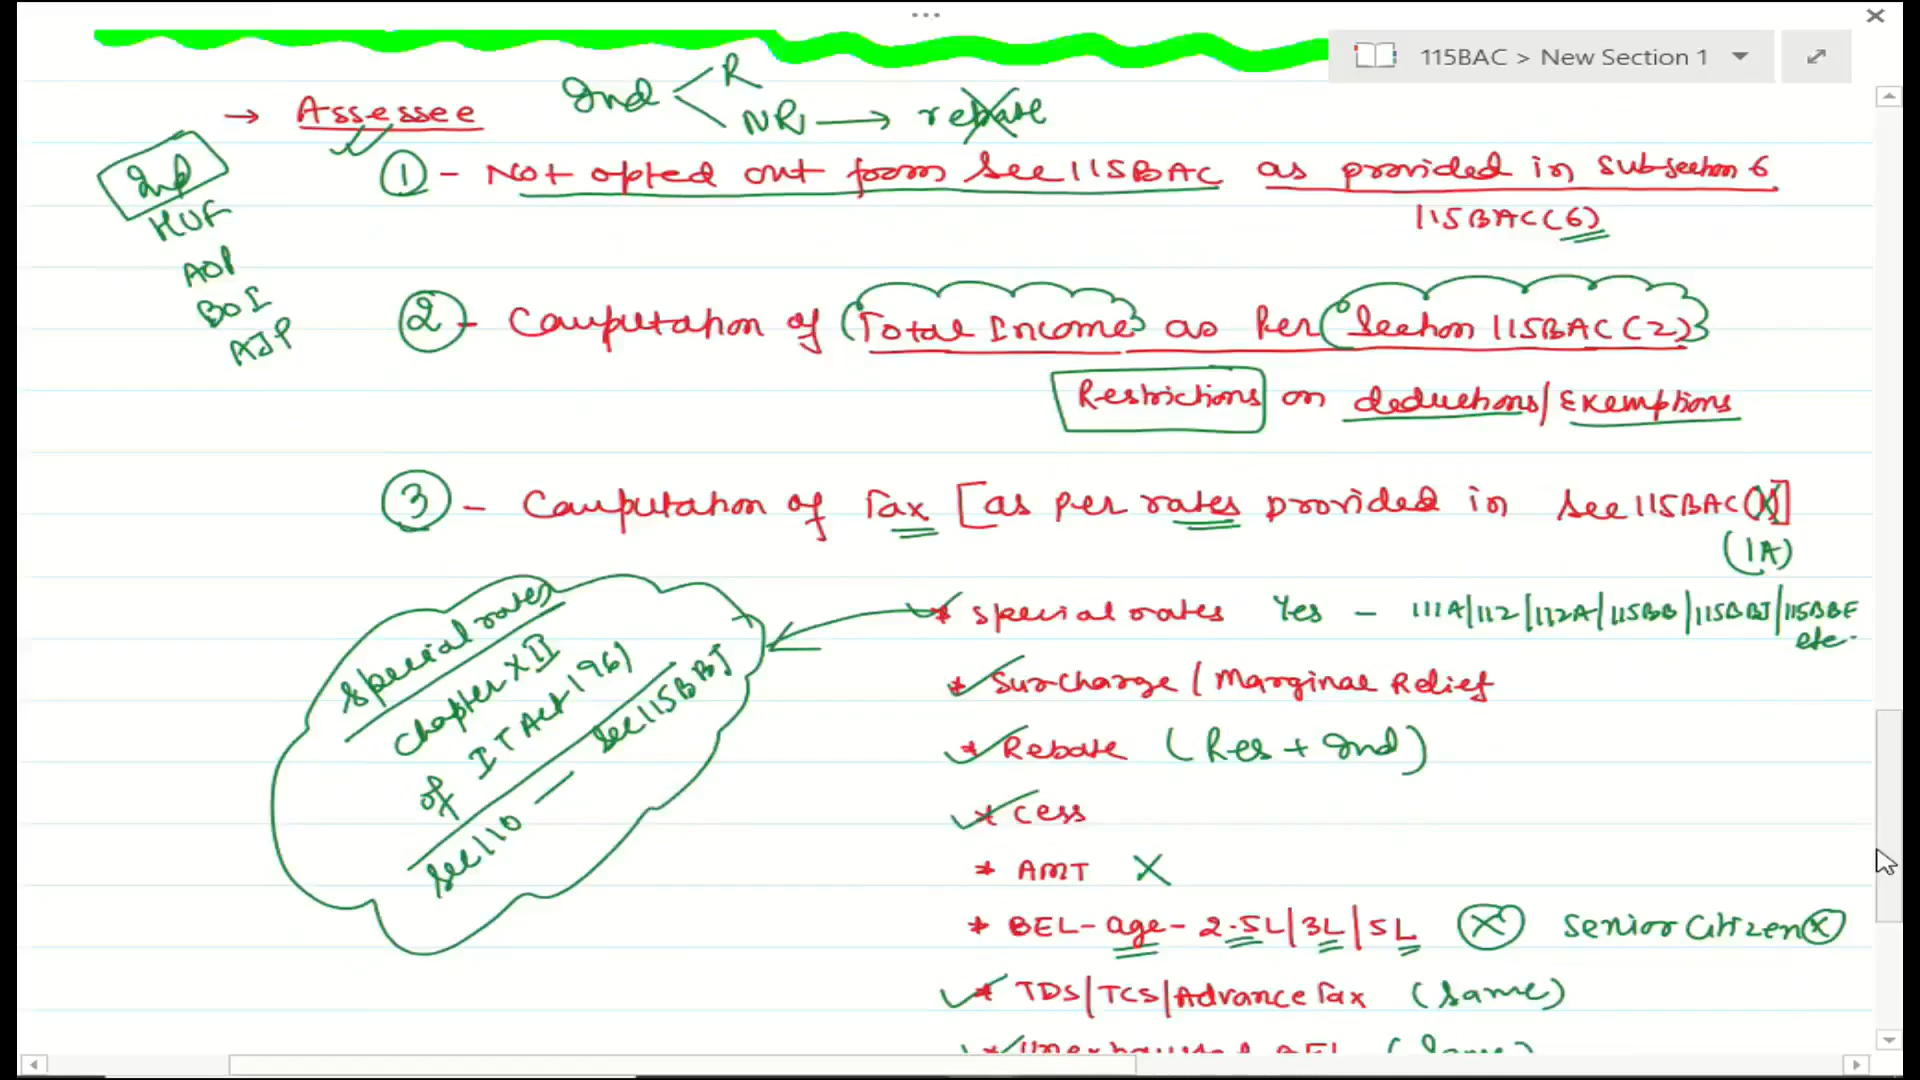 115BAC > New Section 1
Ind R
NR → rebate
→ Assessee
Ind
HUF
AOP
BOI
AJP
① - Not opted out from Sec 115BAC as provided in Subsection 6
115BAC(6)
② - Computation of Total Income as Per Section 115BAC(2)
Restrictions on deductions/Exemptions
③ - Computation of Tax [as per rates provided in Sec 115BAC]
(1A)
* Special rates Yes - 111A/112/112A/115BB/115BBJ/115BBE
etc.
* Surcharge / Marginal Relief
* Rebate (Res + Ind)
* Cess
* AMT X
* BEL - age - 2.5L/3L/5L X Senior Citizen X
* TDS/TCS/Advance Tax (Same)
(Same)
Special rates
Chapter XII
of IT Act 1961
Sec 110 — Sec 115BBJ